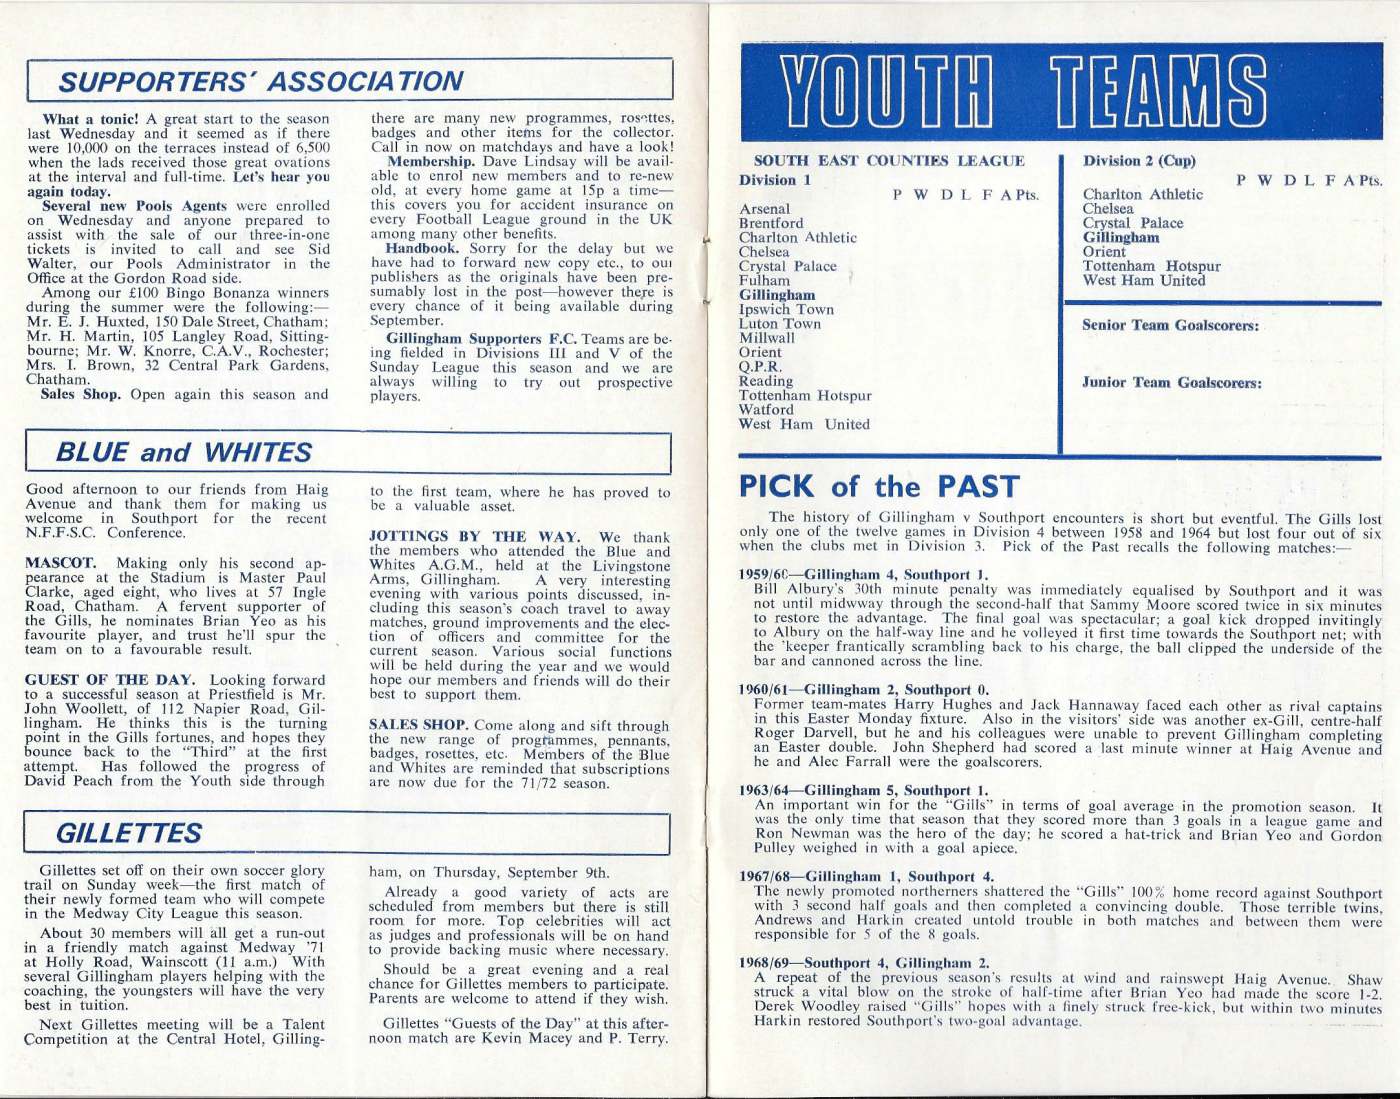 SUPPORTERS' ASSOCIATION
What a tonic! A great start to the season
last Wednesday and it seemed as if there
were 10,000 on the terraces instead of 6,500
when the lads received those great ovations
at the interval and full-time. Let's hear you
again today.
Several new Pools Agents were enrolled
on Wednesday and anyone prepared to
assist with the sale of our three-in-one
tickets is invited to call and see Sid
Walter, our Pools Administrator in the
Office at the Gordon Road side.
Among our £100 Bingo Bonanza winners
during the summer were the following:—
Mr. E. J. Huxted, 150 Dale Street, Chatham;
Mr. H. Martin, 105 Langley Road, Sitting-
bourne; Mr. W. Knorre, C.A.V., Rochester;
Mrs. I. Brown, 32 Central Park Gardens,
Chatham.
Sales Shop. Open again this season and
there are many new programmes, rosettes,
badges and other items for the collector.
Call in now on matchdays and have a look!
Membership. Dave Lindsay will be avail-
able to enrol new members and to re-new
old, at every home game at 15p a time—
this covers you for accident insurance on
every Football League ground in the UK
among many other benefits.
Handbook. Sorry for the delay but we
have had to forward new copy etc., to our
publishers as the originals have been pre-
sumably lost in the post—however there is
every chance of it being available during
September.
Gillingham Supporters F.C. Teams are be-
ing fielded in Divisions III and V of the
Sunday League this season and we are
always willing to try out prospective
players.
BLUE and WHITES
Good afternoon to our friends from Haig
Avenue and thank them for making us
welcome in Southport for the recent
N.F.F.S.C. Conference.
MASCOT. Making only his second ap-
pearance at the Stadium is Master Paul
Clarke, aged eight, who lives at 57 Ingle
Road, Chatham. A fervent supporter of
the Gills, he nominates Brian Yeo as his
favourite player, and trust he'll spur the
team on to a favourable result.
GUEST OF THE DAY. Looking forward
to a successful season at Priestfield is Mr.
John Woollett, of 112 Napier Road, Gil-
lingham. He thinks this is the turning
point in the Gills fortunes, and hopes they
bounce back to the "Third" at the first
attempt. Has followed the progress of
David Peach from the Youth side through
to the first team, where he has proved to
be a valuable asset.
JOTTINGS BY THE WAY. We thank
the members who attended the Blue and
Whites A.G.M., held at the Livingstone
Arms, Gillingham. A very interesting
evening with various points discussed, in-
cluding this season's coach travel to away
matches, ground improvements and the elec-
tion of officers and committee for the
current season. Various social functions
will be held during the year and we would
hope our members and friends will do their
best to support them.
SALES SHOP. Come along and sift through
the new range of programmes, pennants,
badges, rosettes, etc. Members of the Blue
and Whites are reminded that subscriptions
are now due for the 71/72 season.
GILLETTES
Gillettes set off on their own soccer glory
trail on Sunday week—the first match of
their newly formed team who will compete
in the Medway City League this season.
About 30 members will all get a run-out
in a friendly match against Medway '71
at Holly Road, Wainscott (11 a.m.) With
several Gillingham players helping with the
coaching, the youngsters will have the very
best in tuition.
Next Gillettes meeting will be a Talent
Competition at the Central Hotel, Gilling-
ham, on Thursday, September 9th.
Already a good variety of acts are
scheduled from members but there is still
room for more. Top celebrities will act
as judges and professionals will be on hand
to provide backing music where necessary.
Should be a great evening and a real
chance for Gillettes members to participate.
Parents are welcome to attend if they wish.
Gillettes "Guests of the Day" at this after-
noon match are Kevin Macey and P. Terry.
YOUTH TEAMS
SOUTH EAST COUNTIES LEAGUE
Division 1
P W D L F A Pts.
Arsenal
Brentford
Charlton Athletic
Chelsea
Crystal Palace
Fulham
Gillingham
Ipswich Town
Luton Town
Millwall
Orient
Q.P.R.
Reading
Tottenham Hotspur
Watford
West Ham United
Division 2 (Cup)
P W D L F A Pts.
Charlton Athletic
Chelsea
Crystal Palace
Gillingham
Orient
Tottenham Hotspur
West Ham United
Senior Team Goalscorers:
Junior Team Goalscorers:
PICK of the PAST
The history of Gillingham v Southport encounters is short but eventful. The Gills lost
only one of the twelve games in Division 4 between 1958 and 1964 but lost four out of six
when the clubs met in Division 3. Pick of the Past recalls the following matches:—
1959/60—Gillingham 4, Southport 1.
Bill Albury's 30th minute penalty was immediately equalised by Southport and it was
not until midwway through the second-half that Sammy Moore scored twice in six minutes
to restore the advantage. The final goal was spectacular; a goal kick dropped invitingly
to Albury on the half-way line and he volleyed it first time towards the Southport net; with
the 'keeper frantically scrambling back to his charge, the ball clipped the underside of the
bar and cannoned across the line.
1960/61—Gillingham 2, Southport 0.
Former team-mates Harry Hughes and Jack Hannaway faced each other as rival captains
in this Easter Monday fixture. Also in the visitors' side was another ex-Gill, centre-half
Roger Darvell, but he and his colleagues were unable to prevent Gillingham completing
an Easter double. John Shepherd had scored a last minute winner at Haig Avenue and
he and Alec Farrall were the goalscorers.
1963/64—Gillingham 5, Southport 1.
An important win for the "Gills" in terms of goal average in the promotion season. It
was the only time that season that they scored more than 3 goals in a league game and
Ron Newman was the hero of the day; he scored a hat-trick and Brian Yeo and Gordon
Pulley weighed in with a goal apiece.
1967/68—Gillingham 1, Southport 4.
The newly promoted northerners shattered the "Gills" 100% home record against Southport
with 3 second half goals and then completed a convincing double. Those terrible twins,
Andrews and Harkin created untold trouble in both matches and between them were
responsible for 5 of the 8 goals.
1968/69—Southport 4, Gillingham 2.
A repeat of the previous season's results at wind and rainswept Haig Avenue. Shaw
struck a vital blow on the stroke of half-time after Brian Yeo had made the score 1-2.
Derek Woodley raised "Gills" hopes with a finely struck free-kick, but within two minutes
Harkin restored Southport's two-goal advantage.